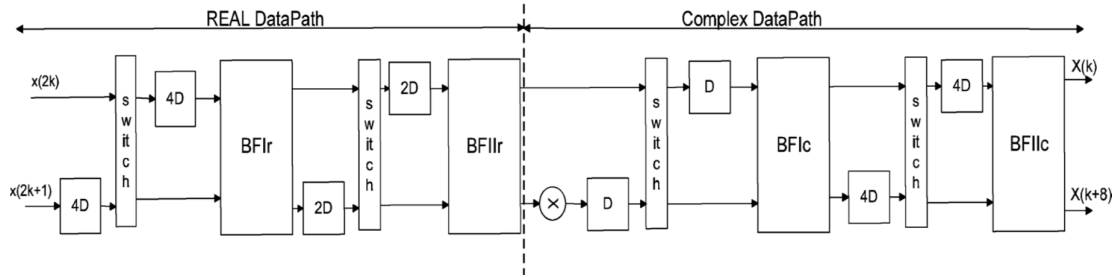 REAL DataPath
Complex DataPath
x(2k)
switch
4D
BFIr
switch
2D
BFIIr
switch
D
BFIc
switch
4D
BFIIc
X(k)
x(2k+1)
4D
2D
X
D
4D
X(k+8)